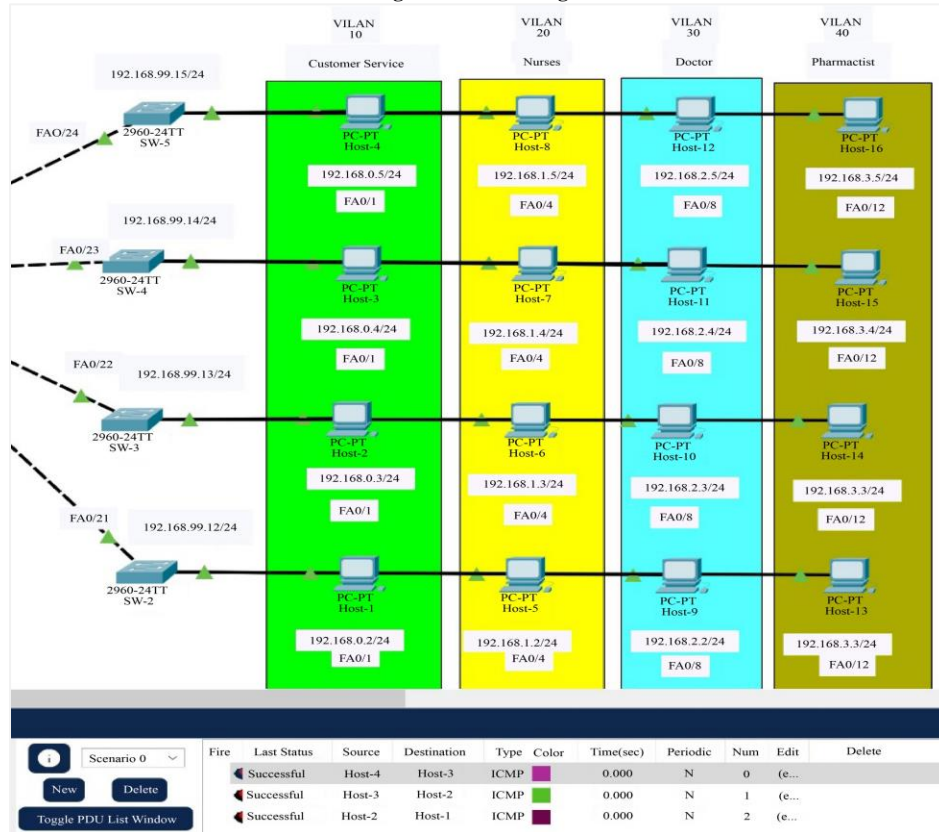 VILAN
10
VILAN
20
VILAN
30
VILAN
40
Customer Service
Nurses
Doctor
Pharmactist
192.168.99.15/24
FAO/24
2960-24TT
SW-5
PC-PT
Host-4
PC-PT
Host-8
PC-PT
Host-12
PC-PT
Host-16
192.168.0.5/24
192.168.1.5/24
192.168.2.5/24
192.168.3.5/24
FA0/1
FA0/4
FA0/8
FA0/12
192.168.99.14/24
FA0/23
2960-24TT
SW-4
PC-PT
Host-3
PC-PT
Host-7
PC-PT
Host-11
PC-PT
Host-15
192.168.0.4/24
192.168.1.4/24
192.168.2.4/24
192.168.3.4/24
FA0/1
FA0/4
FA0/8
FA0/12
FA0/22
192.168.99.13/24
2960-24TT
SW-3
PC-PT
Host-2
PC-PT
Host-6
PC-PT
Host-10
PC-PT
Host-14
192.168.0.3/24
192.168.1.3/24
192.168.2.3/24
192.168.3.3/24
FA0/1
FA0/4
FA0/8
FA0/12
FA0/21
192.168.99.12/24
2960-24TT
SW-2
PC-PT
Host-1
PC-PT
Host-5
PC-PT
Host-9
PC-PT
Host-13
192.168.0.2/24
192.168.1.2/24
192.168.2.2/24
192.168.3.3/24
FA0/1
FA0/4
FA0/8
FA0/12
Scenario 0
New Delete
Toggle PDU List Window
Fire Last Status Source Destination Type Color Time(sec) Periodic Num Edit Delete
Successful Host-4 Host-3 ICMP 0.000 N 0 (e...
Successful Host-3 Host-2 ICMP 0.000 N 1 (e...
Successful Host-2 Host-1 ICMP 0.000 N 2 (e...